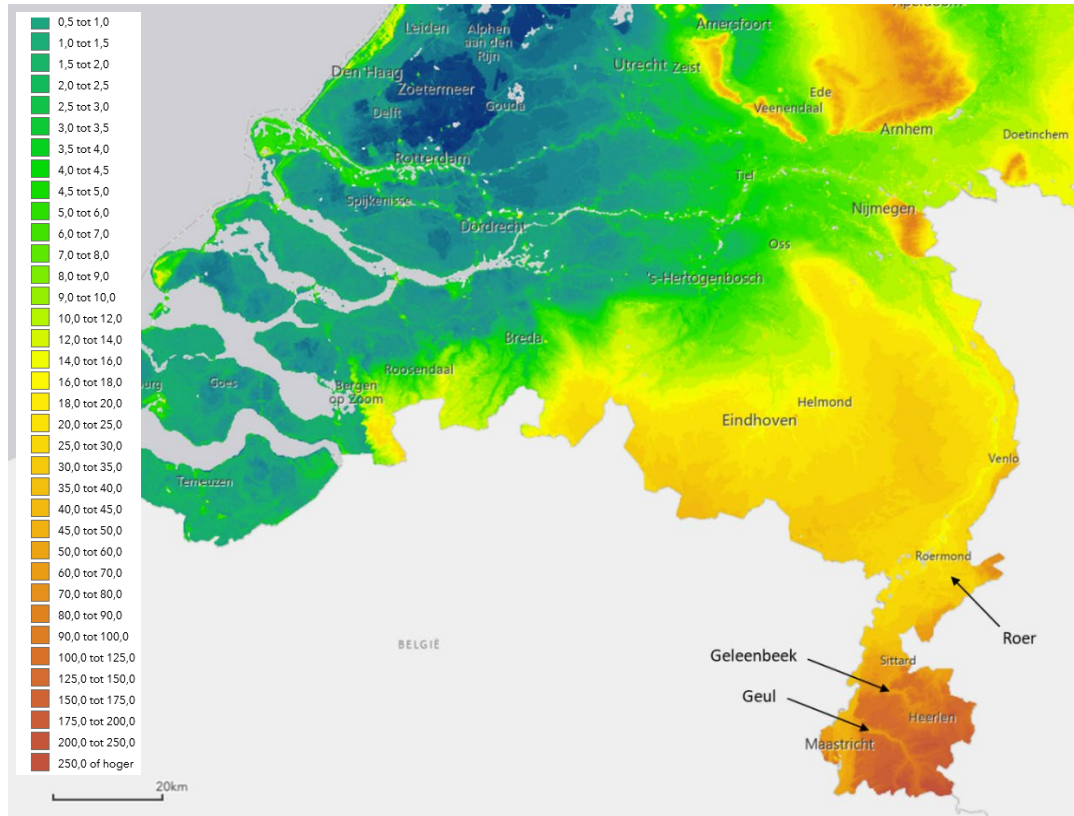 0,5 tot 1,0
1,0 tot 1,5
1,5 tot 2,0
2,0 tot 2,5
2,5 tot 3,0
3,0 tot 3,5
3,5 tot 4,0
4,0 tot 4,5
4,5 tot 5,0
5,0 tot 6,0
6,0 tot 7,0
7,0 tot 8,0
8,0 tot 9,0
9,0 tot 10,0
10,0 tot 12,0
12,0 tot 14,0
14,0 tot 16,0
16,0 tot 18,0
18,0 tot 20,0
20,0 tot 25,0
25,0 tot 30,0
30,0 tot 35,0
35,0 tot 40,0
40,0 tot 45,0
45,0 tot 50,0
50,0 tot 60,0
60,0 tot 70,0
70,0 tot 80,0
80,0 tot 90,0
90,0 tot 100,0
100,0 tot 125,0
125,0 tot 150,0
150,0 tot 175,0
175,0 tot 200,0
200,0 tot 250,0
250,0 of hoger
20km
Leiden
Alphen
aan den
Rijn
Amersfoort
Den Haag
Utrecht
Zeist
Zoetermeer
Ede
Gouda
Veenendaal
Delft
Arnhem
Doetinchem
Rotterdam
Tiel
Spijkenisse
Nijmegen
Dordrecht
Oss
's-Hertogenbosch
Breda
Roosendaal
Goes
Bergen
op Zoom
Helmond
Eindhoven
Venlo
Terneuzen
Roermond
Roer
BELGIË
Geleenbeek
Sittard
Geul
Heerlen
Maastricht